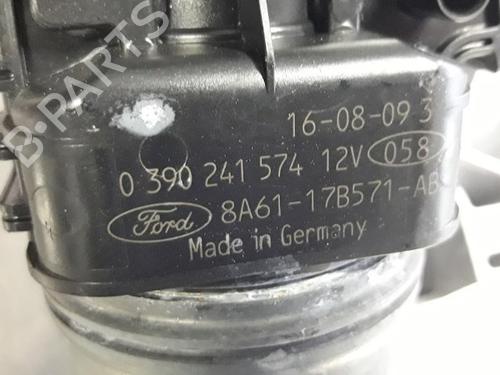 B-PARTS
16-08-09 3
0 390 241 574 12V 058
Ford 8A61-17B571-AB
Made in Germany